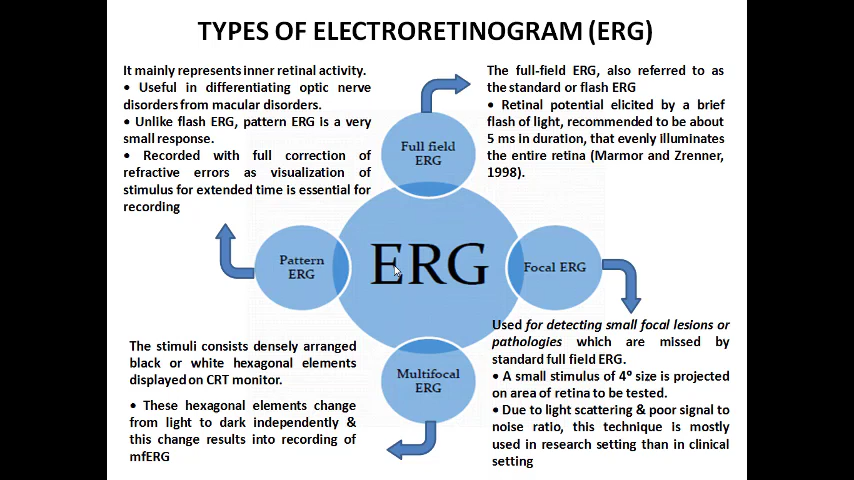 TYPES OF ELECTRORETINOGRAM (ERG)
It mainly represents inner retinal activity.
• Useful in differentiating optic nerve
disorders from macular disorders.
• Unlike flash ERG, pattern ERG is a very
small response.
• Recorded with full correction of
refractive errors as visualization of
stimulus for extended time is essential for
recording
The full-field ERG, also referred to as
the standard or flash ERG
• Retinal potential elicited by a brief
flash of light, recommended to be about
5 ms in duration, that evenly illuminates
the entire retina (Marmor and Zrenner,
1998).
Full field
ERG
Pattern
ERG
ERG
Focal ERG
Multifocal
ERG
The stimuli consists densely arranged
black or white hexagonal elements
displayed on CRT monitor.
• These hexagonal elements change
from light to dark independently &
this change results into recording of
mfERG
Used for detecting small focal lesions or
pathologies which are missed by
standard full field ERG.
• A small stimulus of 4° size is projected
on area of retina to be tested.
• Due to light scattering & poor signal to
noise ratio, this technique is mostly
used in research setting than in clinical
setting